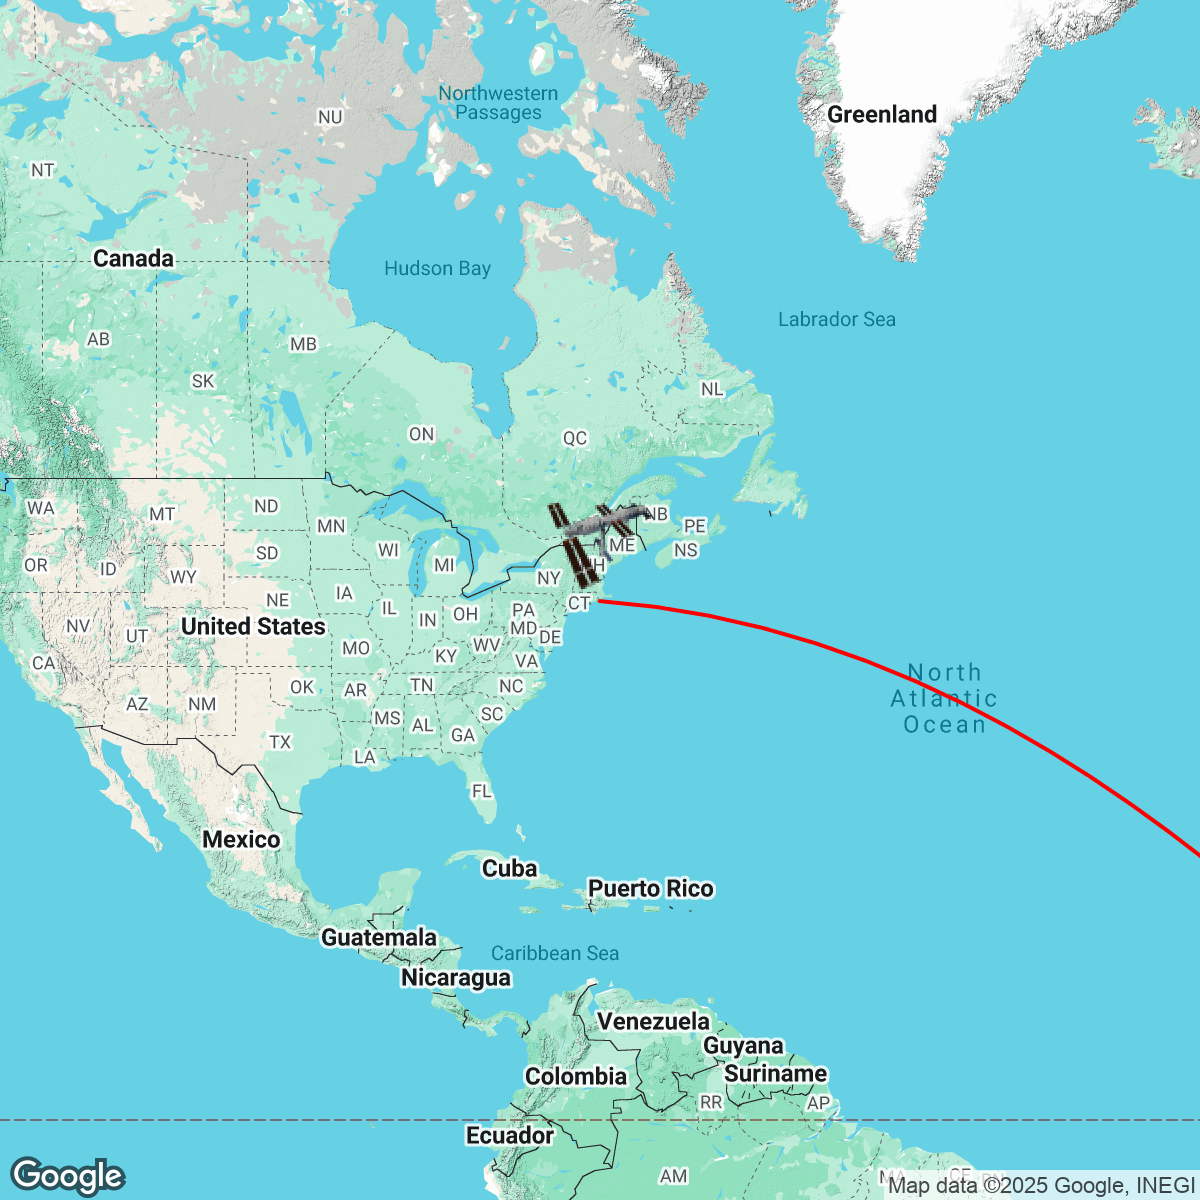 Northwestern
Passages
NU
Greenland
NT
Canada
Hudson Bay
Labrador Sea
AB
MB
SK
NL
ON
QC
WA
MT
ND
MN
NB
PE
OR
ID
SD
WI
MI
ME
NS
WY
NY
NE
IA
IL
IN
OH
PA
CT
NV
UT
United States
MD
DE
CA
MO
KY
WV
VA
North
Atlantic
Ocean
AZ
NM
OK
AR
TN
NC
MS
AL
SC
GA
TX
LA
FL
Mexico
Cuba
Puerto Rico
Guatemala
Caribbean Sea
Nicaragua
Venezuela
Guyana
Colombia
Suriname
RR
AP
Ecuador
AM
Google
Map data ©2025 Google, INEGI